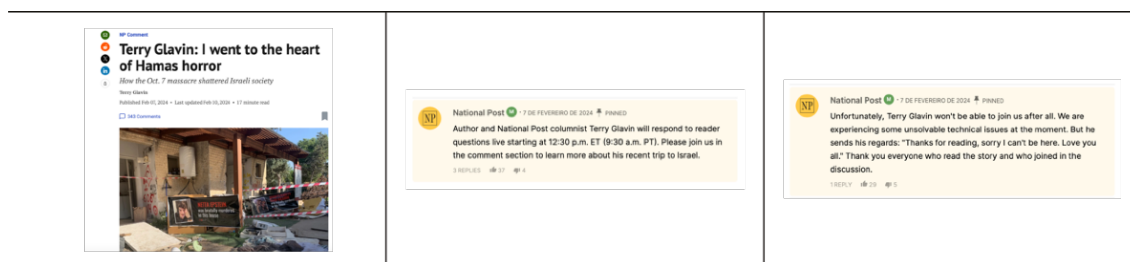 NP Comment
Terry Glavin: I went to the heart
of Hamas horror
How the Oct. 7 massacre shattered Israeli society
Terry Glavin
Published Feb 07, 2024 • Last updated Feb 10, 2024 • 17 minute read
343 Comments
NP
National Post M • 7 DE FEVEREIRO DE 2024 PINNED
Author and National Post columnist Terry Glavin will respond to reader
questions live starting at 12:30 p.m. ET (9:30 a.m. PT). Please join us in
the comment section to learn more about his recent trip to Israel.
3 REPLIES 37 4
NP
National Post M • 7 DE FEVEREIRO DE 2024 PINNED
Unfortunately, Terry Glavin won't be able to join us after all. We are
experiencing some unsolvable technical issues at the moment. But he
sends his regards: "Thanks for reading, sorry I can't be here. Love you
all." Thank you everyone who read the story and who joined in the
discussion.
1 REPLY 29 5